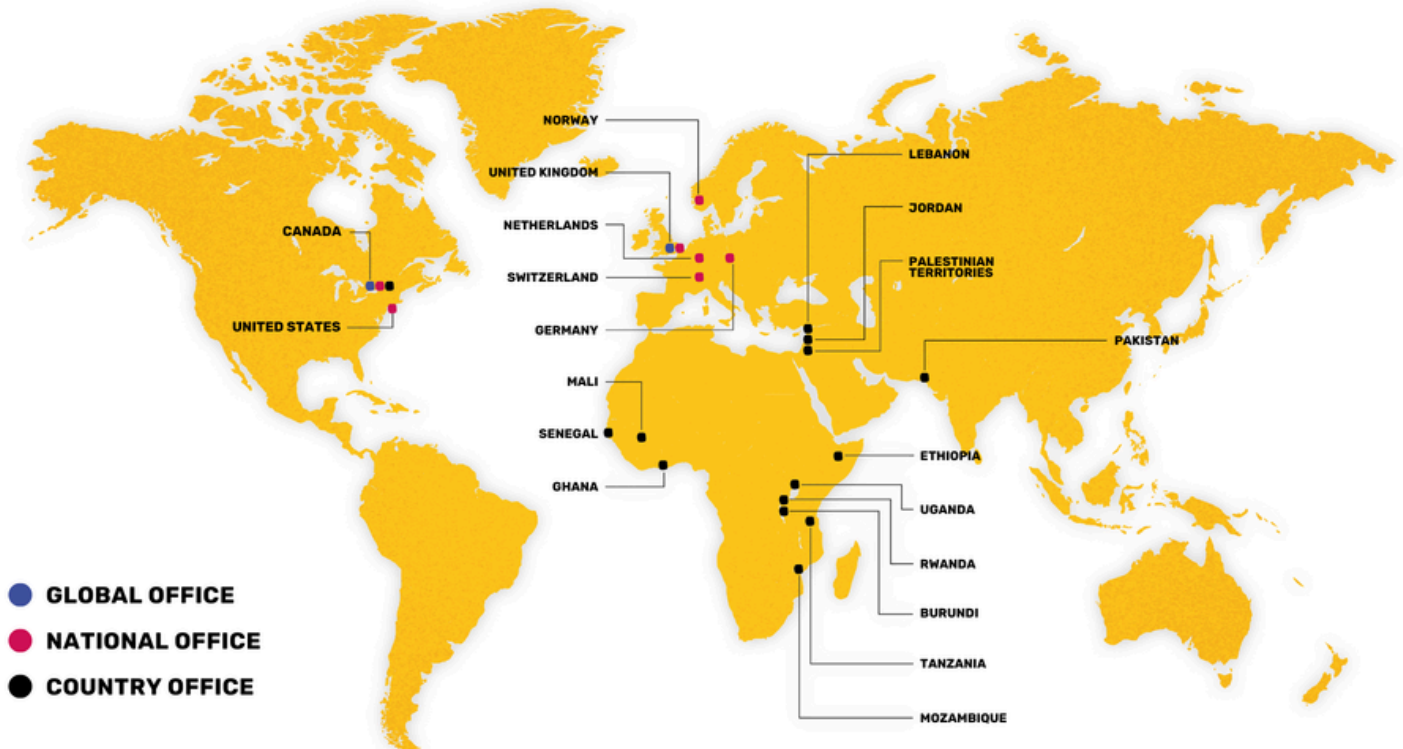 NORWAY
UNITED KINGDOM
NETHERLANDS
SWITZERLAND
GERMANY
CANADA
UNITED STATES
MALI
SENEGAL
GHANA
LEBANON
JORDAN
PALESTINIAN
TERRITORIES
PAKISTAN
ETHIOPIA
UGANDA
RWANDA
BURUNDI
TANZANIA
MOZAMBIQUE
GLOBAL OFFICE
NATIONAL OFFICE
COUNTRY OFFICE